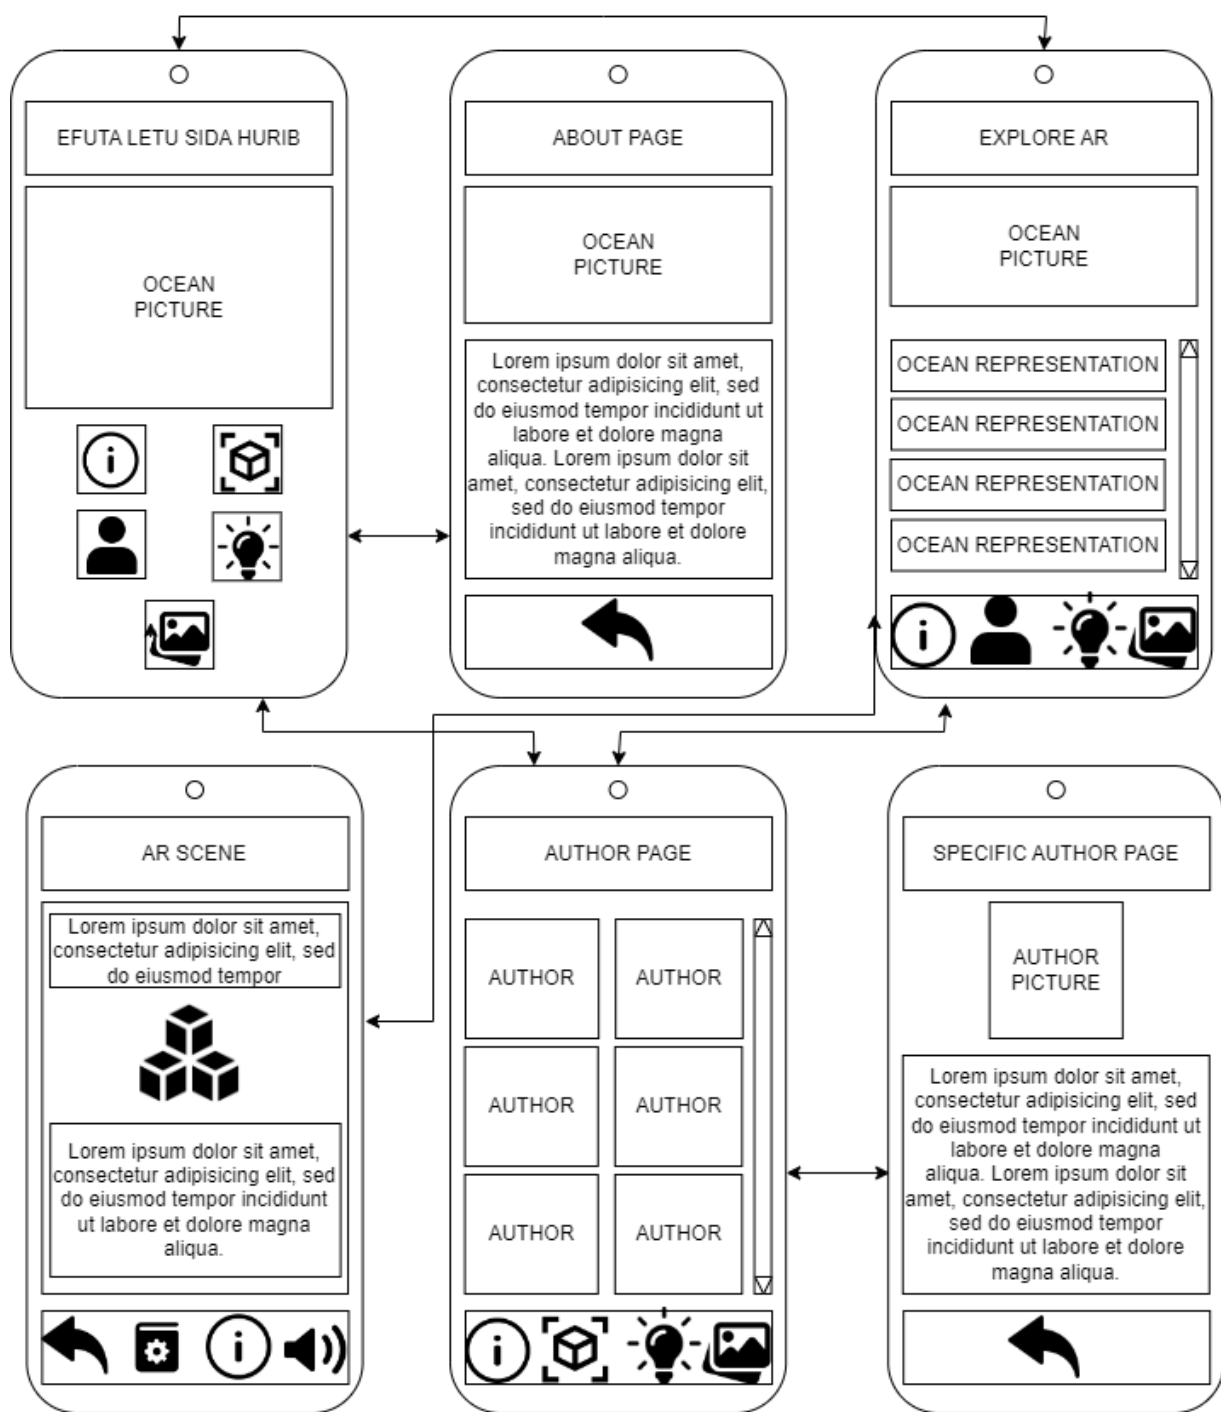 EFUTA LETU SIDA HURIB
OCEAN
PICTURE
ABOUT PAGE
OCEAN
PICTURE
Lorem ipsum dolor sit amet,
consectetur adipisicing elit, sed
do eiusmod tempor incididunt ut
labore et dolore magna
aliqua. Lorem ipsum dolor sit
amet, consectetur adipisicing elit,
sed do eiusmod tempor
incididunt ut labore et dolore
magna aliqua.
EXPLORE AR
OCEAN
PICTURE
OCEAN REPRESENTATION
OCEAN REPRESENTATION
OCEAN REPRESENTATION
OCEAN REPRESENTATION
AR SCENE
Lorem ipsum dolor sit amet,
consectetur adipisicing elit, sed
do eiusmod tempor
Lorem ipsum dolor sit amet,
consectetur adipisicing elit, sed
do eiusmod tempor incididunt
ut labore et dolore magna
aliqua.
AUTHOR PAGE
AUTHOR AUTHOR
AUTHOR AUTHOR
AUTHOR AUTHOR
SPECIFIC AUTHOR PAGE
AUTHOR
PICTURE
Lorem ipsum dolor sit amet,
consectetur adipisicing elit, sed
do eiusmod tempor incididunt ut
labore et dolore magna
aliqua. Lorem ipsum dolor sit
amet, consectetur adipisicing elit,
sed do eiusmod tempor
incididunt ut labore et dolore
magna aliqua.